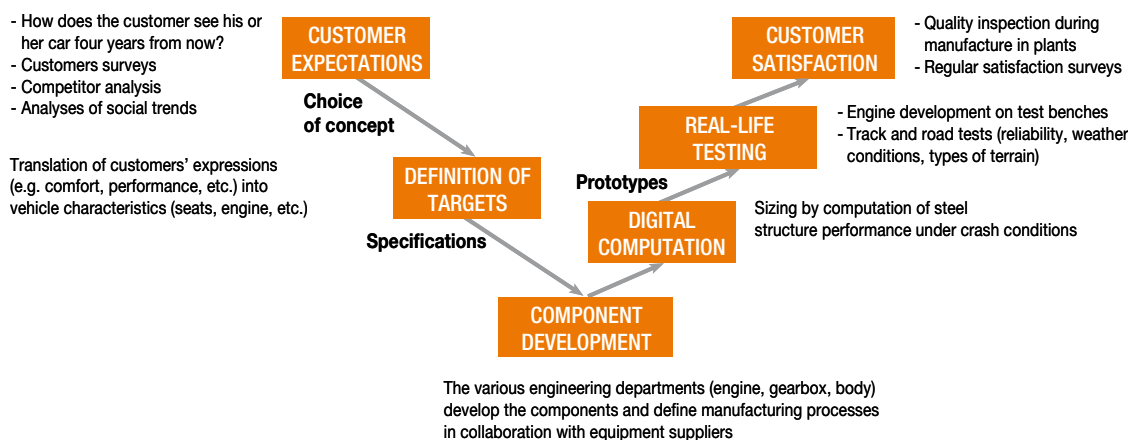 - How does the customer see his or
her car four years from now?
- Customers surveys
- Competitor analysis
- Analyses of social trends
CUSTOMER
EXPECTATIONS
CUSTOMER
SATISFACTION
- Quality inspection during
manufacture in plants
- Regular satisfaction surveys
Choice
of concept
REAL-LIFE
TESTING
- Engine development on test benches
- Track and road tests (reliability, weather
conditions, types of terrain)
Translation of customers’ expressions
(e.g. comfort, performance, etc.) into
vehicle characteristics (seats, engine, etc.)
DEFINITION OF
TARGETS
Prototypes
Specifications
DIGITAL
COMPUTATION
Sizing by computation of steel
structure performance under crash conditions
COMPONENT
DEVELOPMENT
The various engineering departments (engine, gearbox, body)
develop the components and define manufacturing processes
in collaboration with equipment suppliers